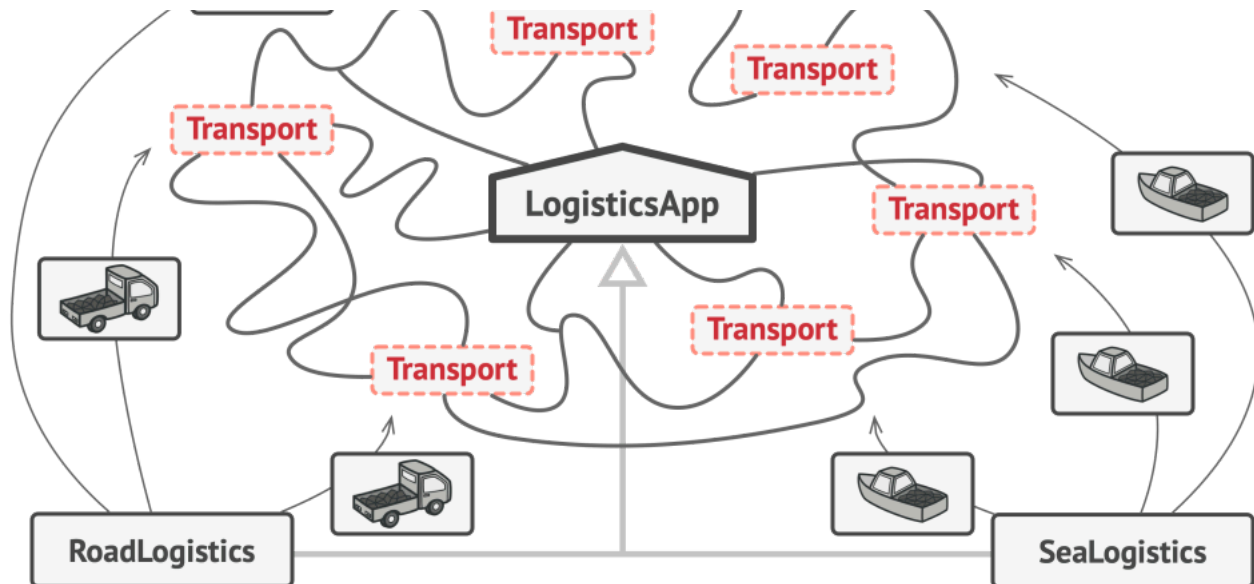 Transport
Transport
Transport
LogisticsApp
Transport
Transport
Transport
RoadLogistics
SeaLogistics